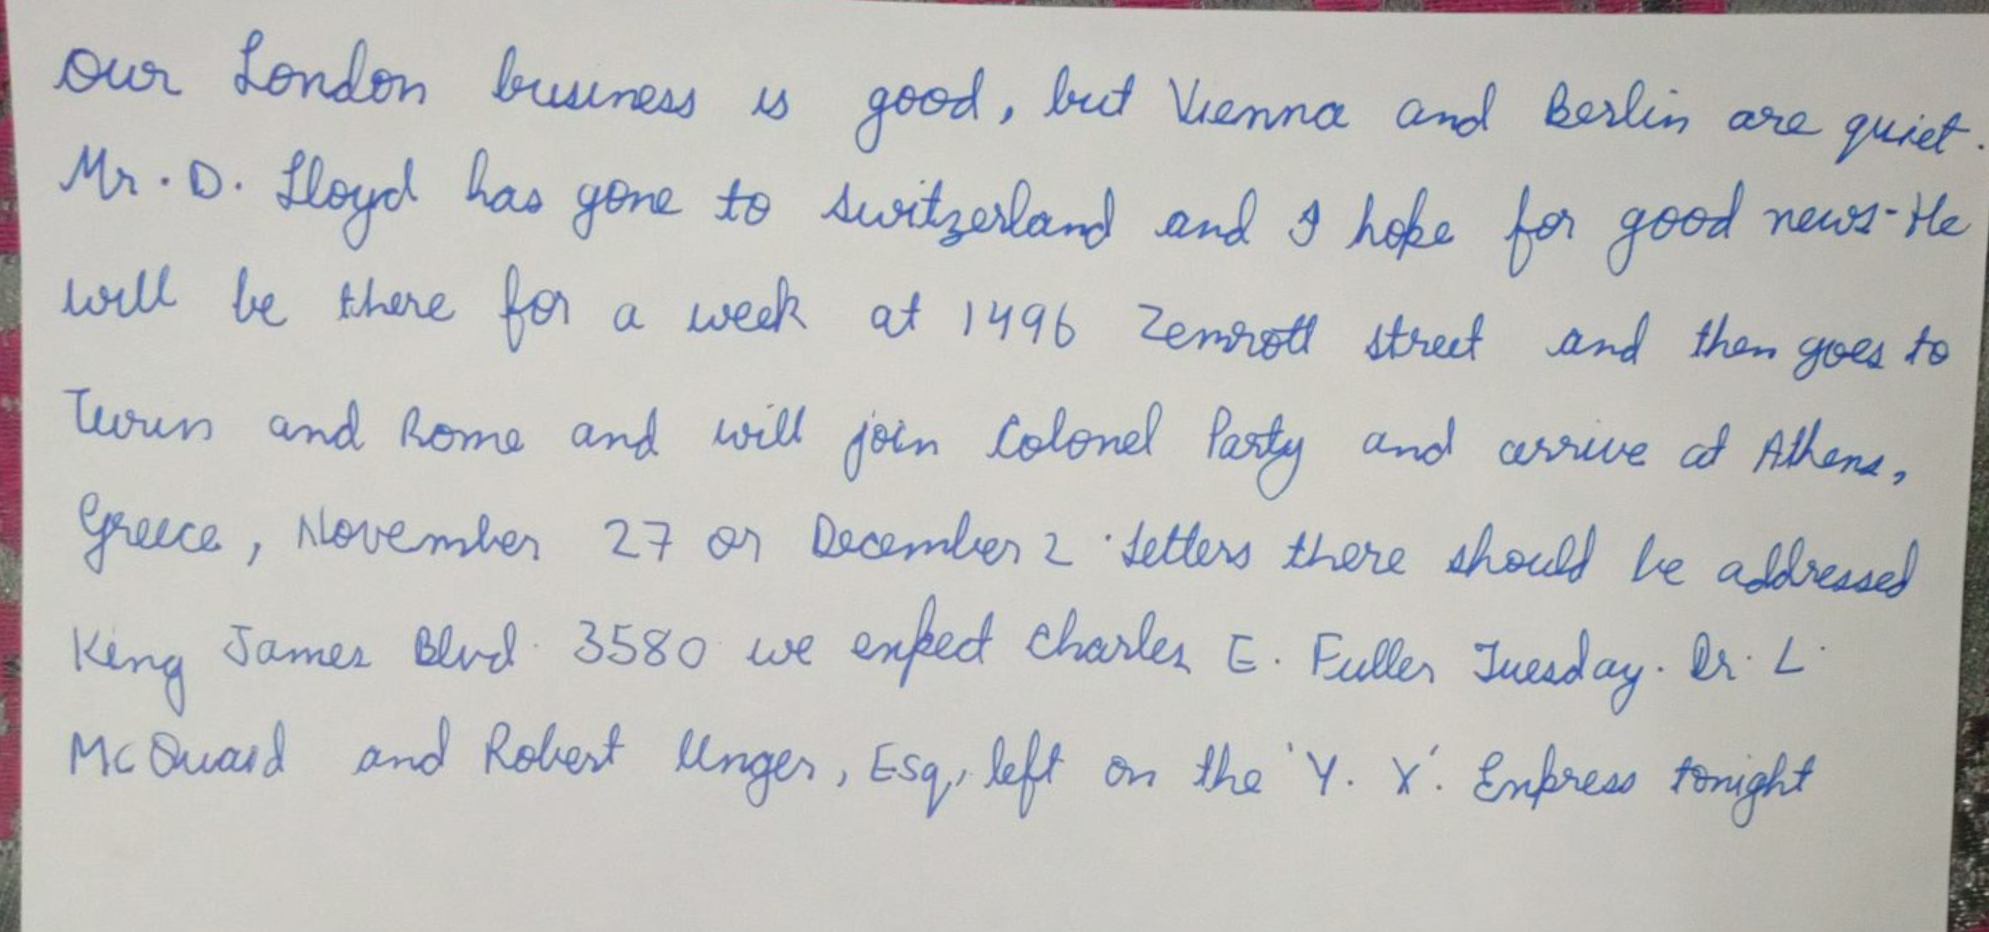 Our London business is good, but Vienna and Berlin are quiet.
Mr. D. Lloyd has gone to Switzerland and I hope for good news-He
will be there for a week at 1496 Zemrott street and then goes to
Turin and Rome and will join Colonel Party and arrive at Athens,
Greece, November 27 or December 2. Letters there should be addressed
King James Blvd. 3580 we expect Charles E. Fuller Tuesday. Dr. L.
McQuaid and Robert Unger, Esq, left on the 'Y. X'. Express tonight